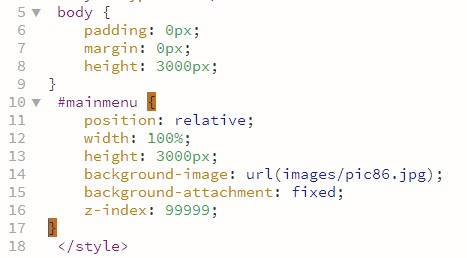 5 ▼ body {
6 padding: 0px;
7 margin: 0px;
8 height: 3000px;
9 }
10 ▼ #mainmenu {
11 position: relative;
12 width: 100%;
13 height: 3000px;
14 background-image: url(images/pic86.jpg);
15 background-attachment: fixed;
16 z-index: 99999;
17 }
18 </style>